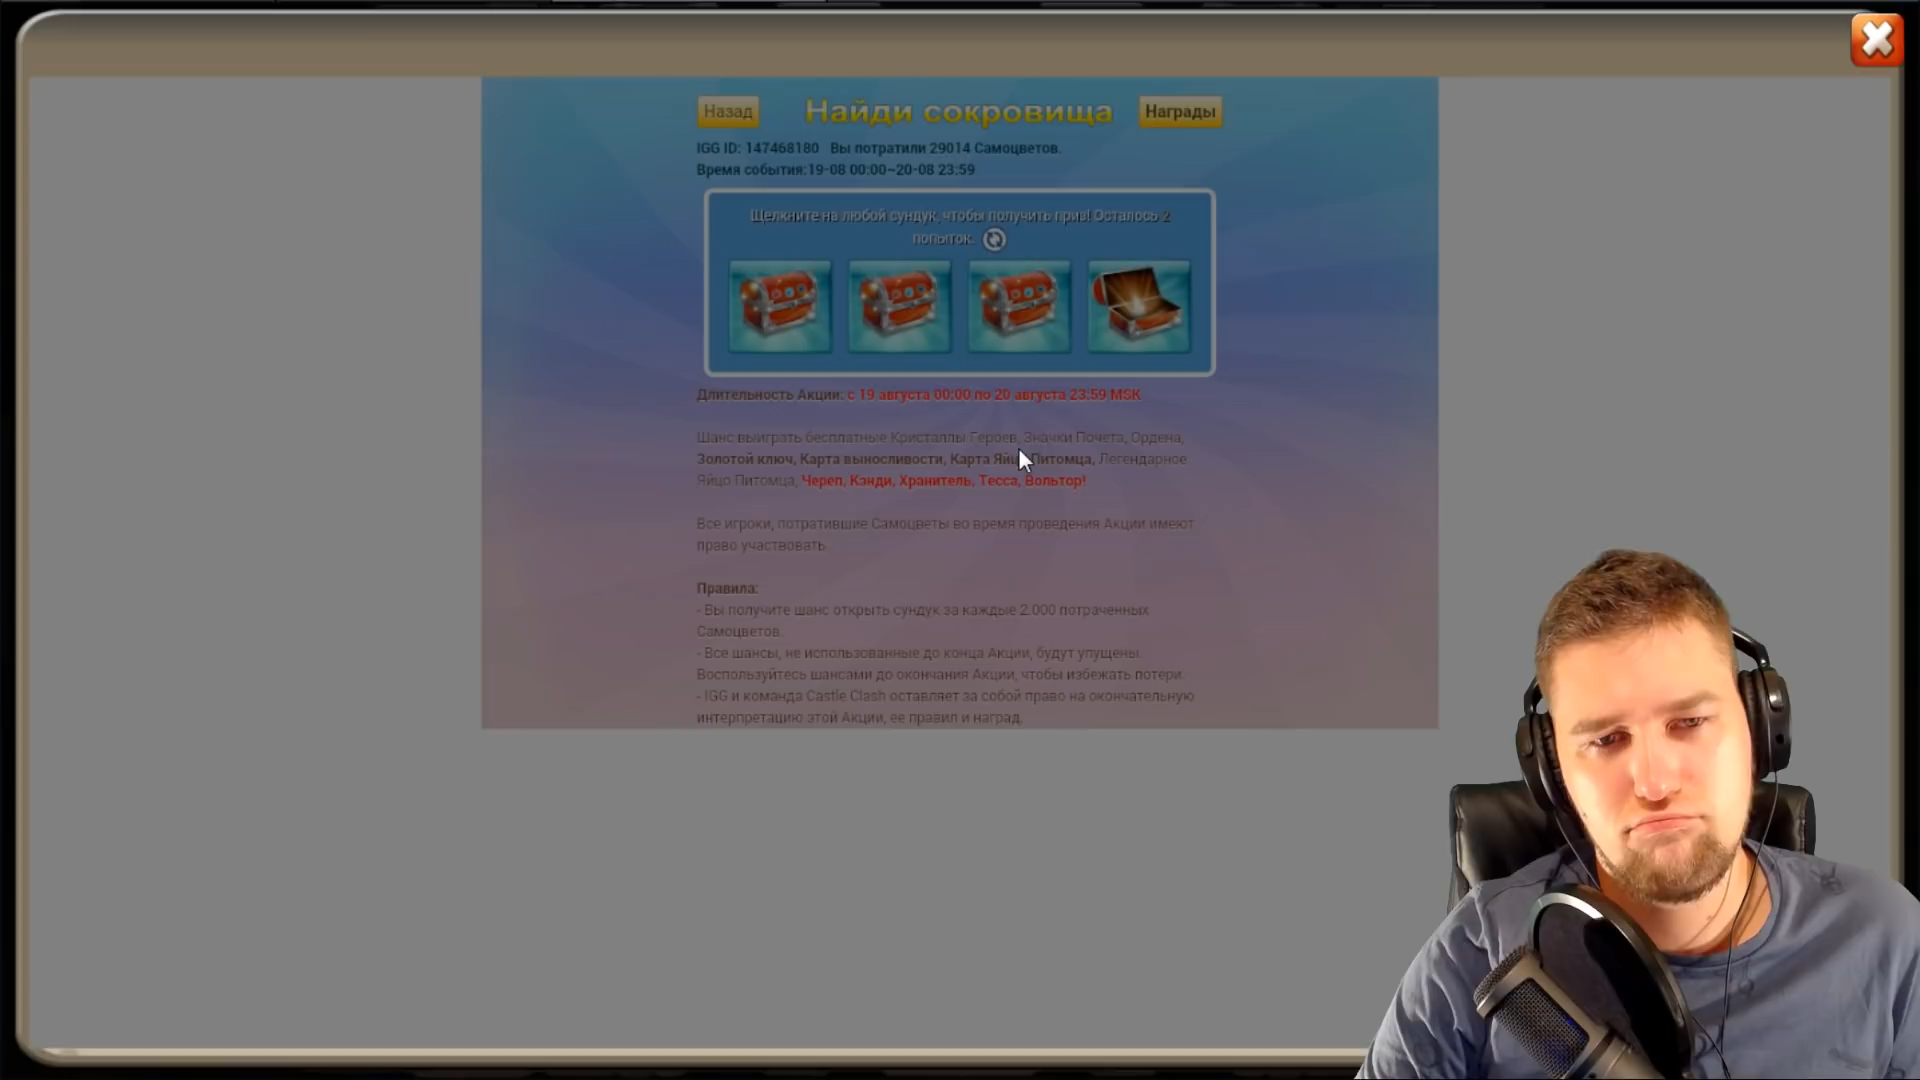 Назад
Найди сокровища
Награды
IGG ID: 147468180 Вы потратили 29014 Самоцветов.
Время события:19-08 00:00~20-08 23:59
Щелкните на любой сундук, чтобы получить приз! Осталось 2
попыток.
Длительность Акции: с 19 августа 00:00 по 20 августа 23:59 MSK
Шанс выиграть бесплатные Кристаллы Героев, Значки Почета, Ордена,
Золотой ключ, Карта выносливости, Карта Яйцо Питомца, Легендарное
Яйцо Питомца, Череп, Кэнди, Хранитель, Тесса, Вольтор!
Все игроки, потратившие Самоцветы во время проведения Акции имеют
право участвовать.
Правила:
- Вы получите шанс открыть сундук за каждые 2.000 потраченных
Самоцветов.
- Все шансы, не использованные до конца Акции, будут упущены.
Воспользуйтесь шансами до окончания Акции, чтобы избежать потери.
- IGG и команда Castle Clash оставляет за собой право на окончательную
интерпретацию этой Акции, ее правил и наград.